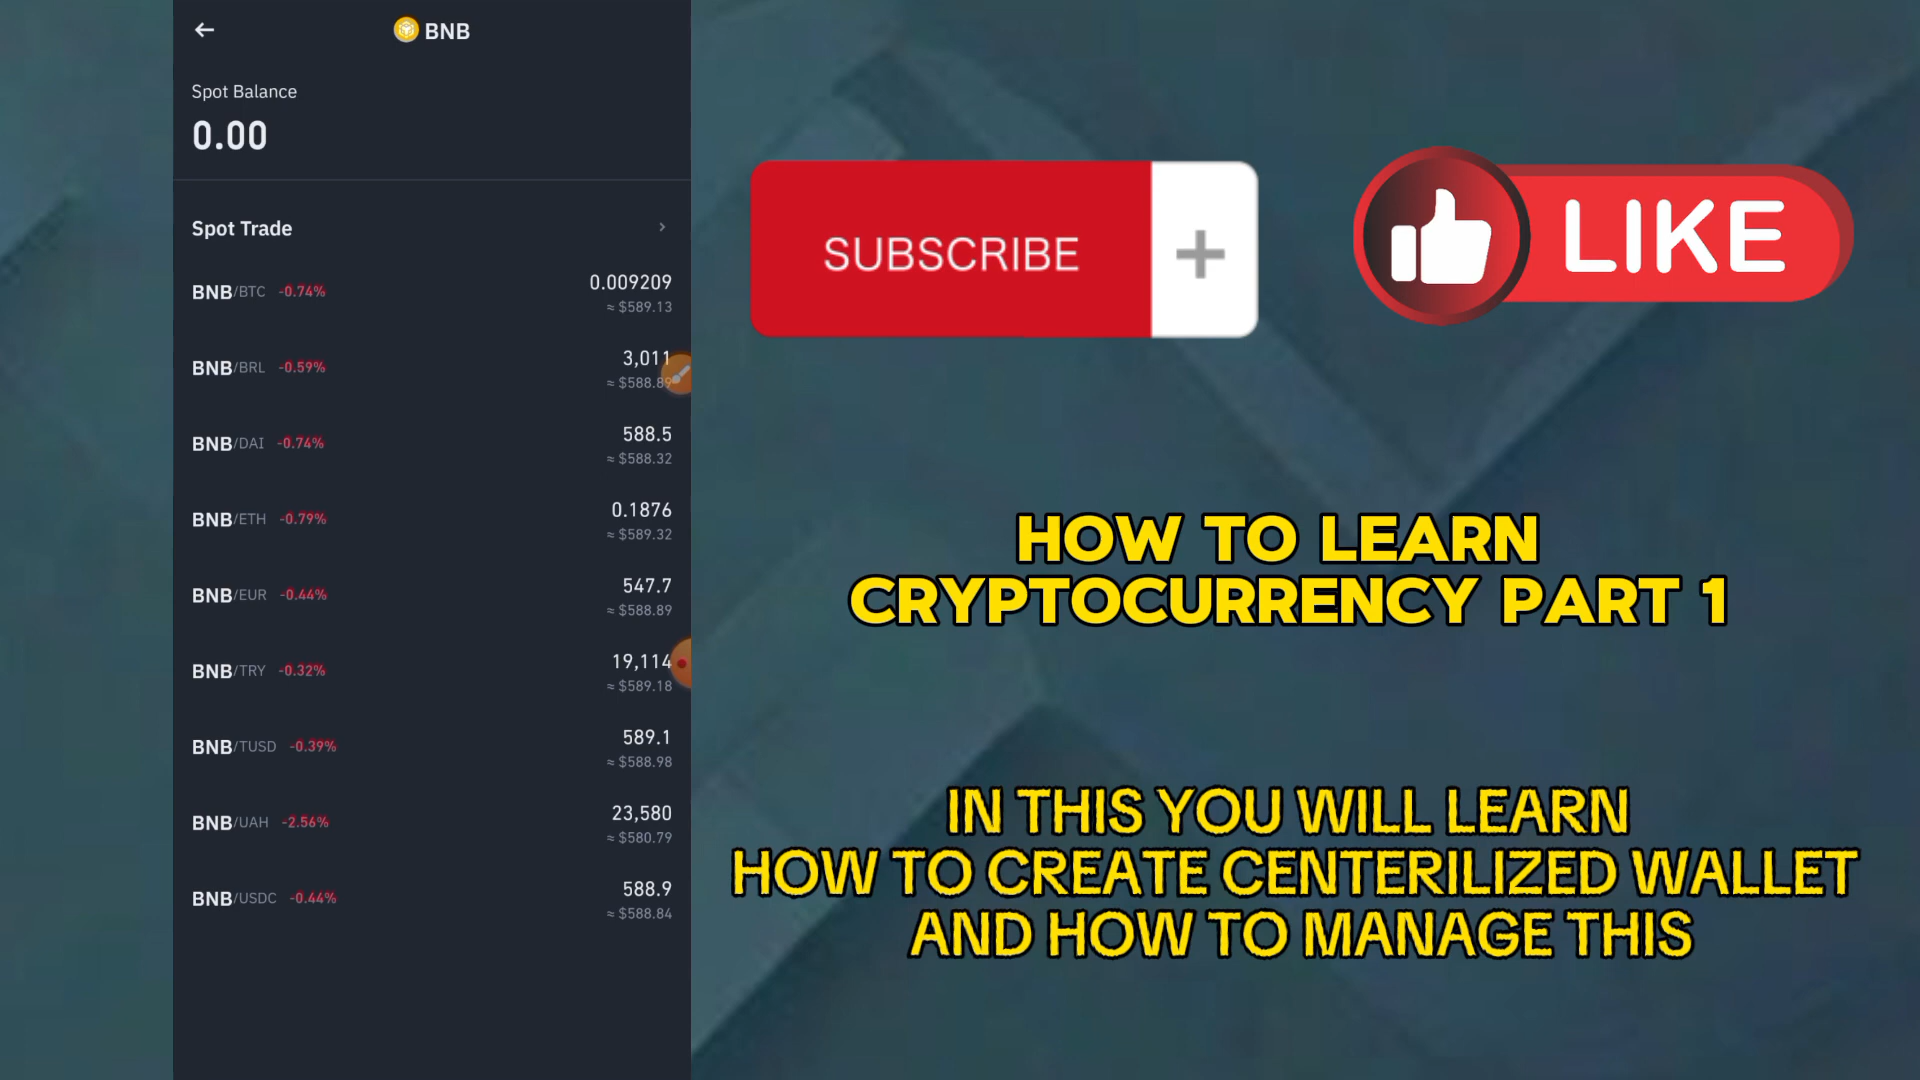 BNB
Spot Balance
0.00
Spot Trade
BNB/BTC -0.74% 0.009209
≈ $589.13
BNB/BRL -0.59% 3,011
≈ $588.89
BNB/DAI -0.74% 588.5
≈ $588.32
BNB/ETH -0.79% 0.1876
≈ $589.32
BNB/EUR -0.44% 547.7
≈ $588.89
BNB/TRY -0.32% 19,114
≈ $589.18
BNB/TUSD -0.39% 589.1
≈ $588.98
BNB/UAH -2.56% 23,580
≈ $580.79
BNB/USDC -0.44% 588.9
≈ $588.84
SUBSCRIBE +
LIKE
HOW TO LEARN
CRYPTOCURRENCY PART 1
IN THIS YOU WILL LEARN
HOW TO CREATE CENTERILIZED WALLET
AND HOW TO MANAGE THIS